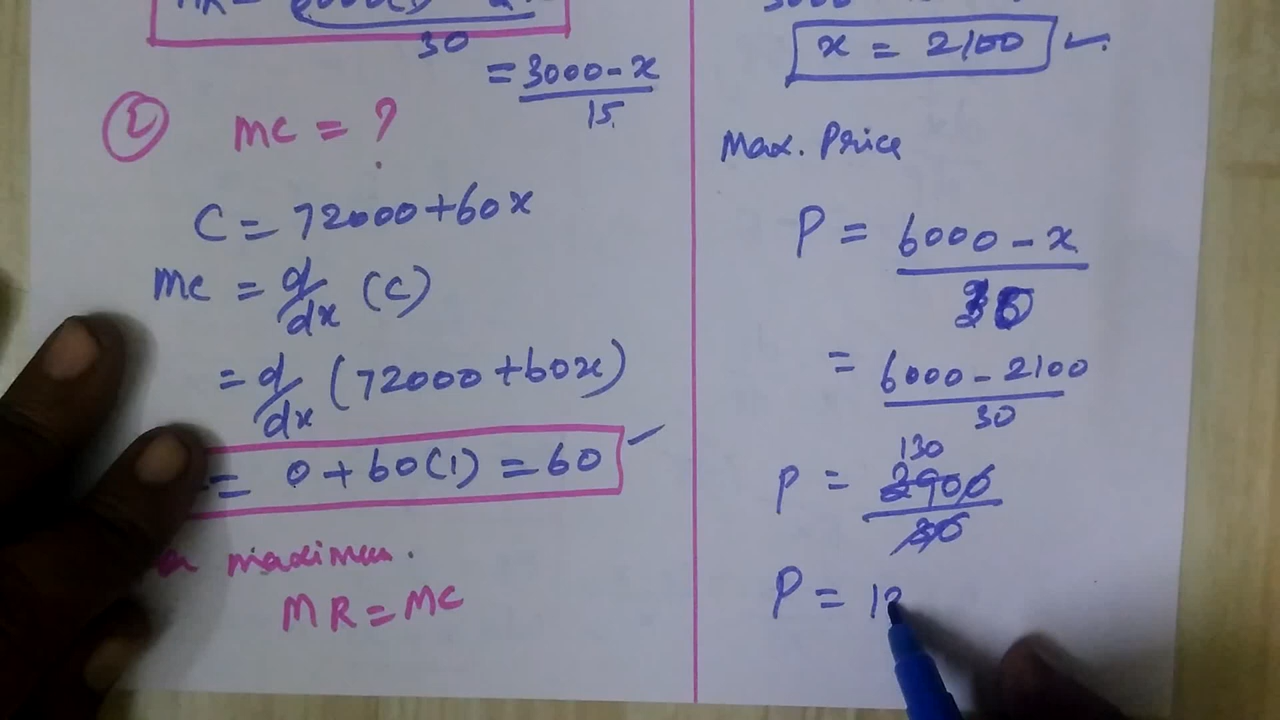 30
= 3000 - x
15
② MC = ?
C = 72000 + 60x
MC = d/dx (C)
= d/dx (72000 + 60x)
= 0 + 60(1) = 60
maximum.
MR = MC
x = 2100
Max. Price
P = 6000 - x
30
= 6000 - 2100
30
130
P = 3900
30
P =